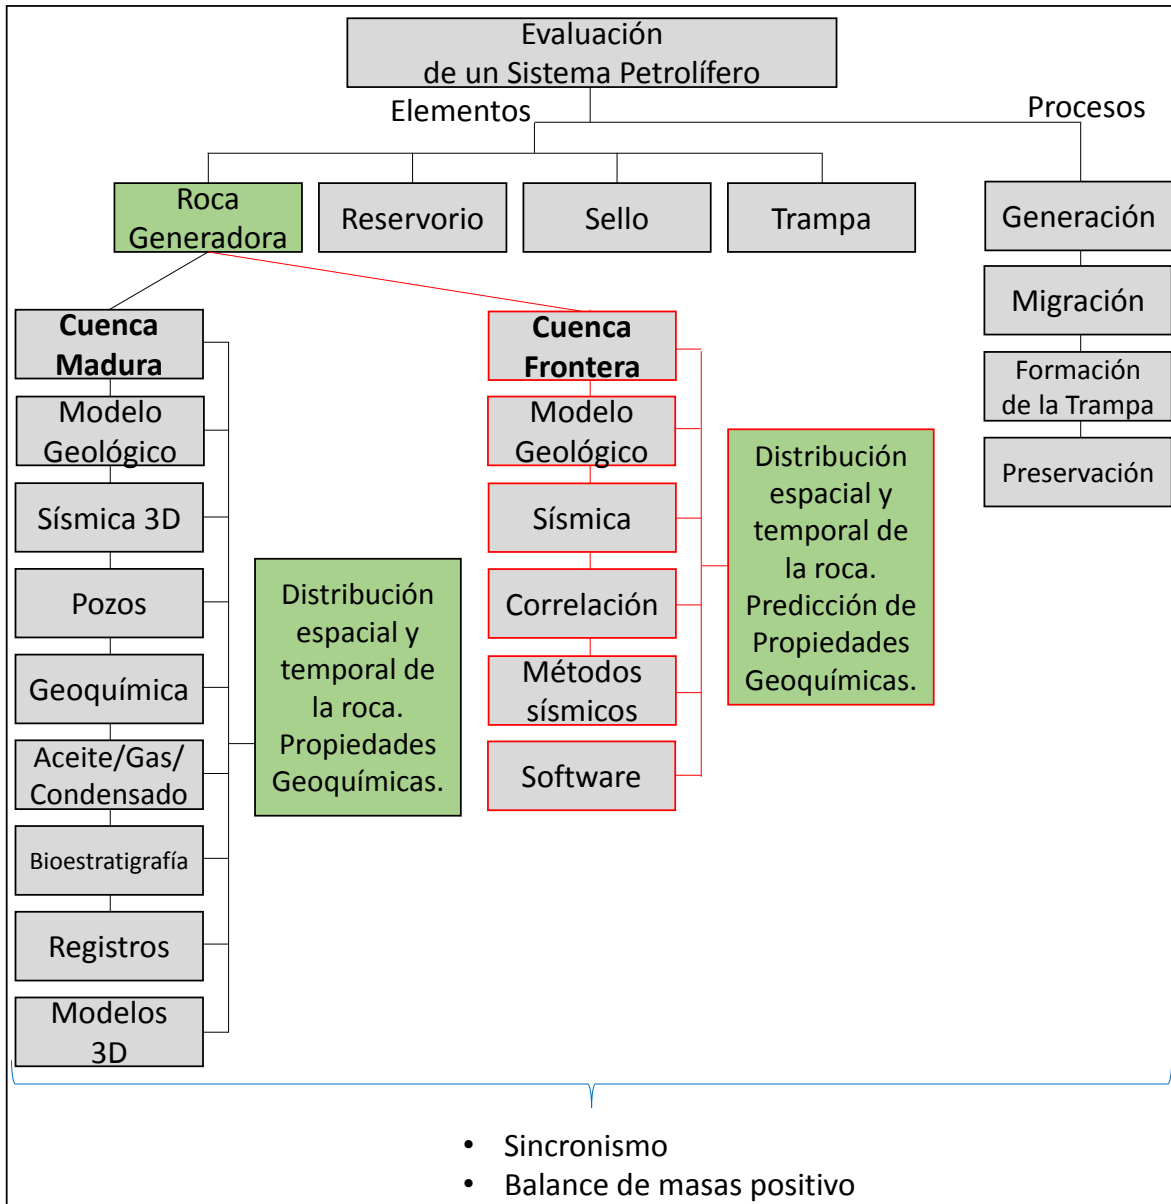 Evaluación
de un Sistema Petrolífero
Elementos
Procesos
Roca
Generadora
Reservorio
Sello
Trampa
Generación
Migración
Formación
de la Trampa
Preservación
Cuenca
Madura
Modelo
Geológico
Sísmica 3D
Pozos
Geoquímica
Aceite/Gas/
Condensado
Bioestratigrafía
Registros
Modelos
3D
Distribución
espacial y
temporal de
la roca.
Propiedades
Geoquímicas.
Cuenca
Frontera
Modelo
Geológico
Sísmica
Correlación
Métodos
sísmicos
Software
Distribución
espacial y
temporal de
la roca.
Predicción de
Propiedades
Geoquímicas.
• Sincronismo
• Balance de masas positivo